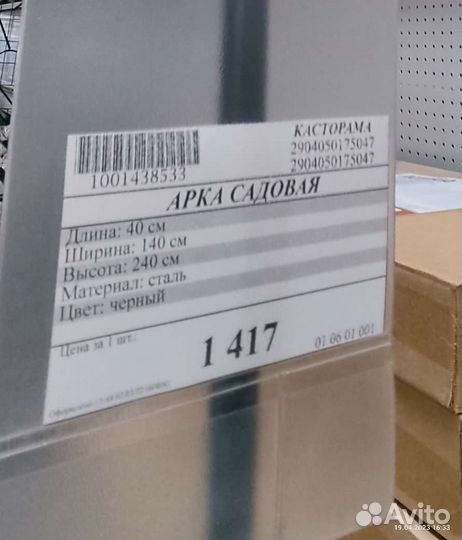 КАСТОРАМА
2904050175047
2904050175047
1001438533
АРКА САДОВАЯ
Длина: 40 см
Ширина: 140 см
Высота: 240 см
Материал: сталь
Цвет: черный
Цена за 1 шт.:
1 417
01 06 01 001
Avito
19.04.2023 16:33